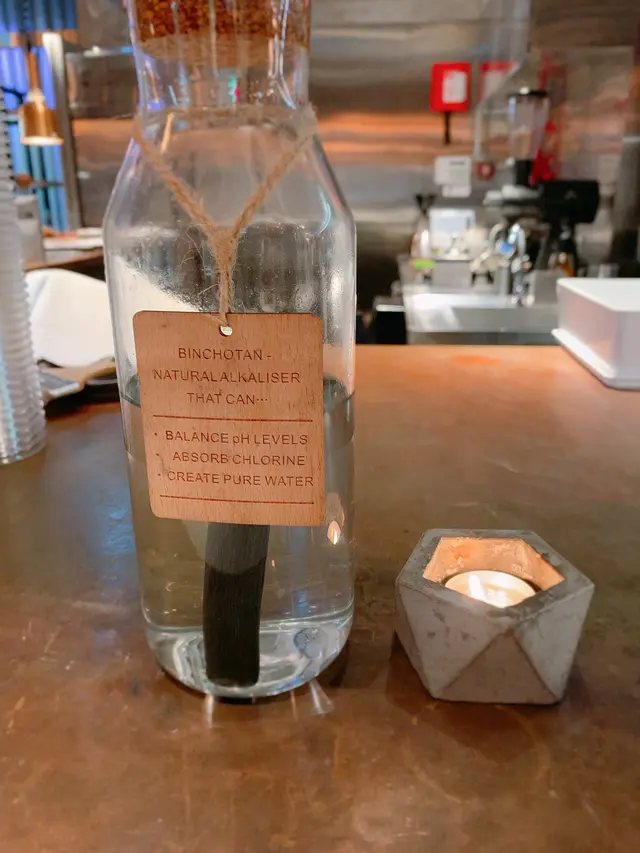 BINCHOTAN -
NATURAL ALKALISER
THAT CAN...
· BALANCE pH LEVELS
· ABSORB CHLORINE
· CREATE PURE WATER